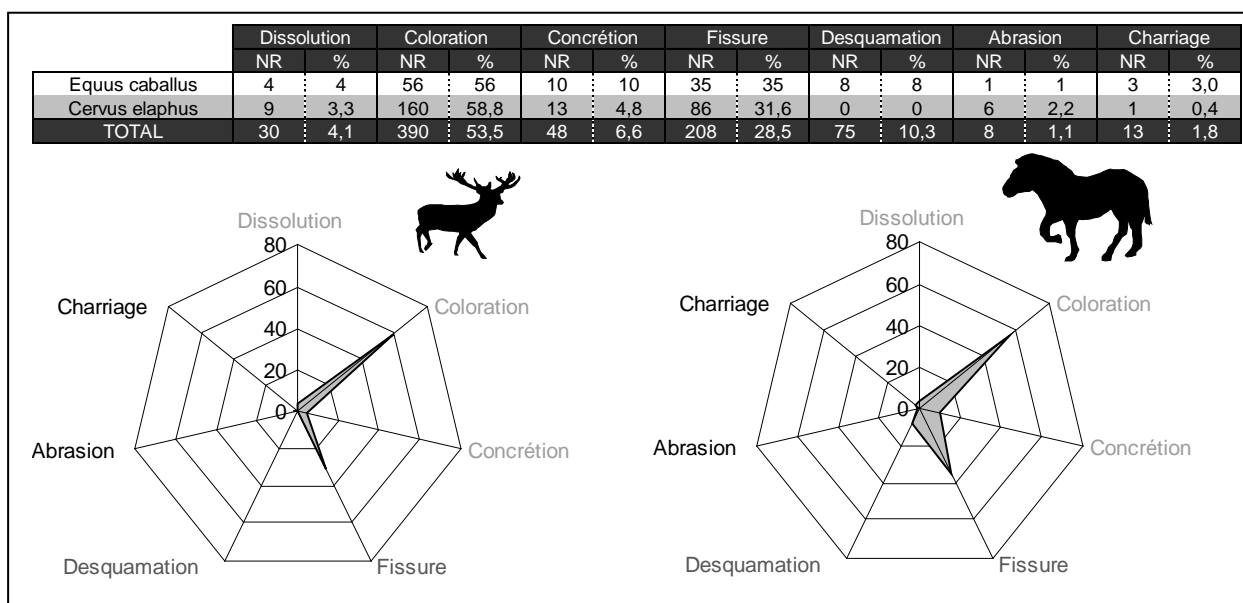 Dissolution Coloration Concrétion Fissure Desquamation Abrasion Charriage
NR % NR % NR % NR % NR % NR % NR %
Equus caballus 4 4 56 56 10 10 35 35 8 8 1 1 3 3,0
Cervus elaphus 9 3,3 160 58,8 13 4,8 86 31,6 0 0 6 2,2 1 0,4
TOTAL 30 4,1 390 53,5 48 6,6 208 28,5 75 10,3 8 1,1 13 1,8
Dissolution
80
60
40
20
0
Coloration
Concrétion
Fissure
Desquamation
Abrasion
Charriage
Dissolution
80
60
40
20
0
Coloration
Concrétion
Fissure
Desquamation
Abrasion
Charriage